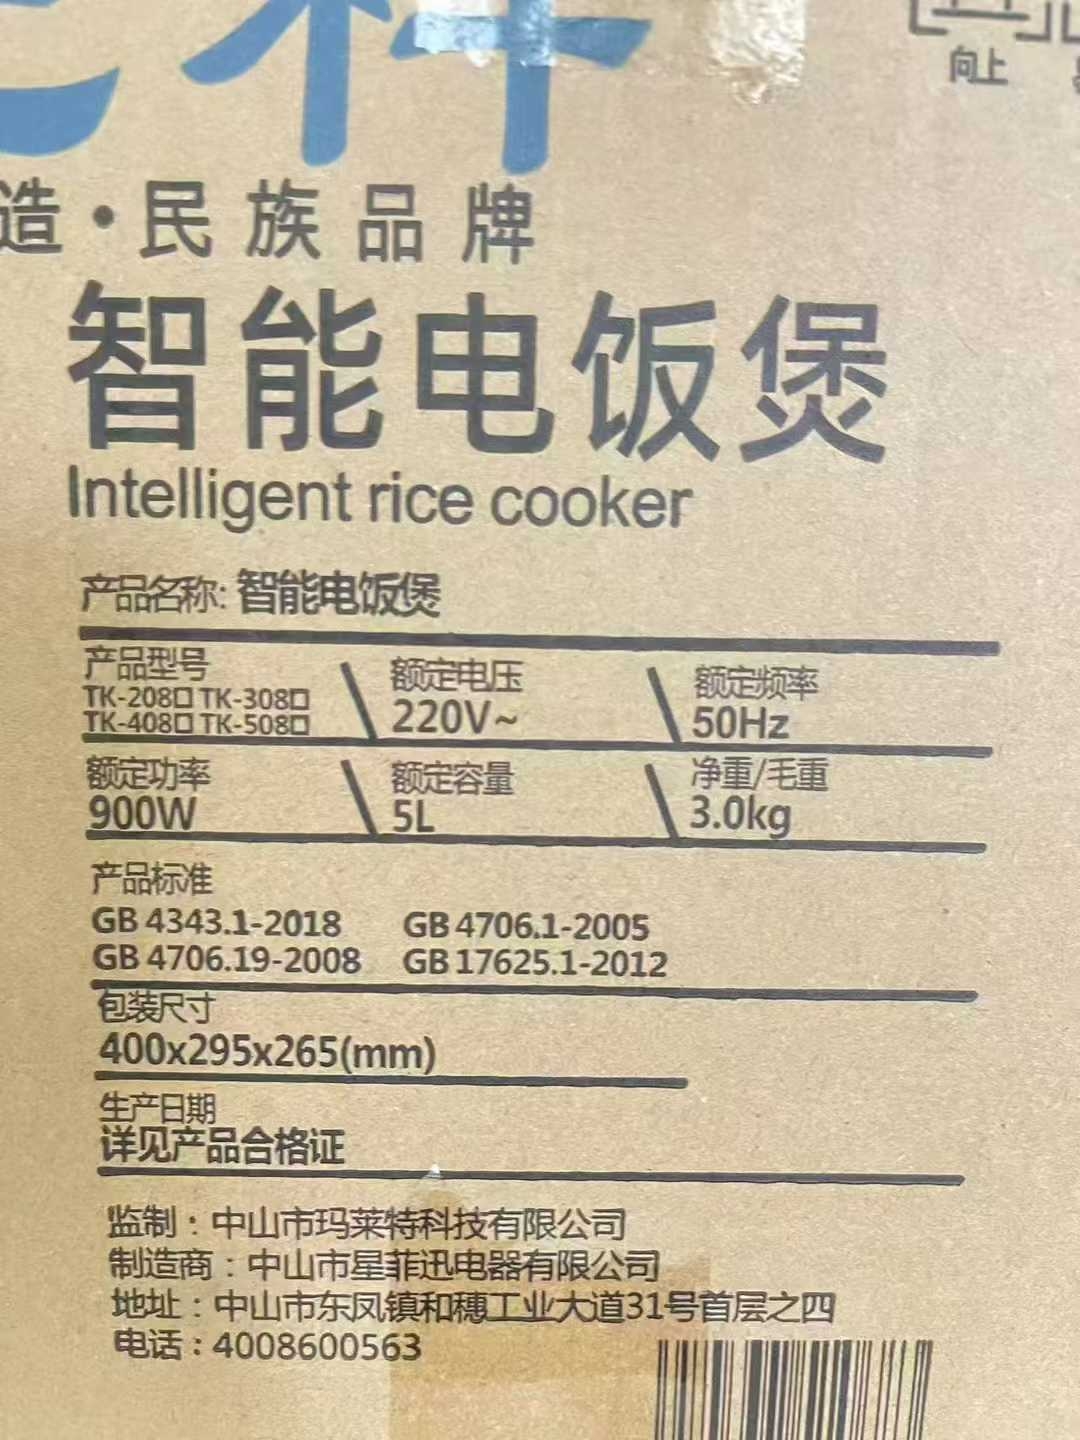 科
向上
造·民族品牌
智能电饭煲
Intelligent rice cooker
产品名称: 智能电饭煲
产品型号
TK-208□ TK-308□
TK-408□ TK-508□
额定电压
220V~
额定频率
50Hz
额定功率
900W
额定容量
5L
净重/毛重
3.0kg
产品标准
GB 4343.1-2018 GB 4706.1-2005
GB 4706.19-2008 GB 17625.1-2012
包装尺寸
400x295x265(mm)
生产日期
详见产品合格证
监制：中山市玛莱特科技有限公司
制造商：中山市星菲迅电器有限公司
地址：中山市东凤镇和穗工业大道31号首层之四
电话：4008600563